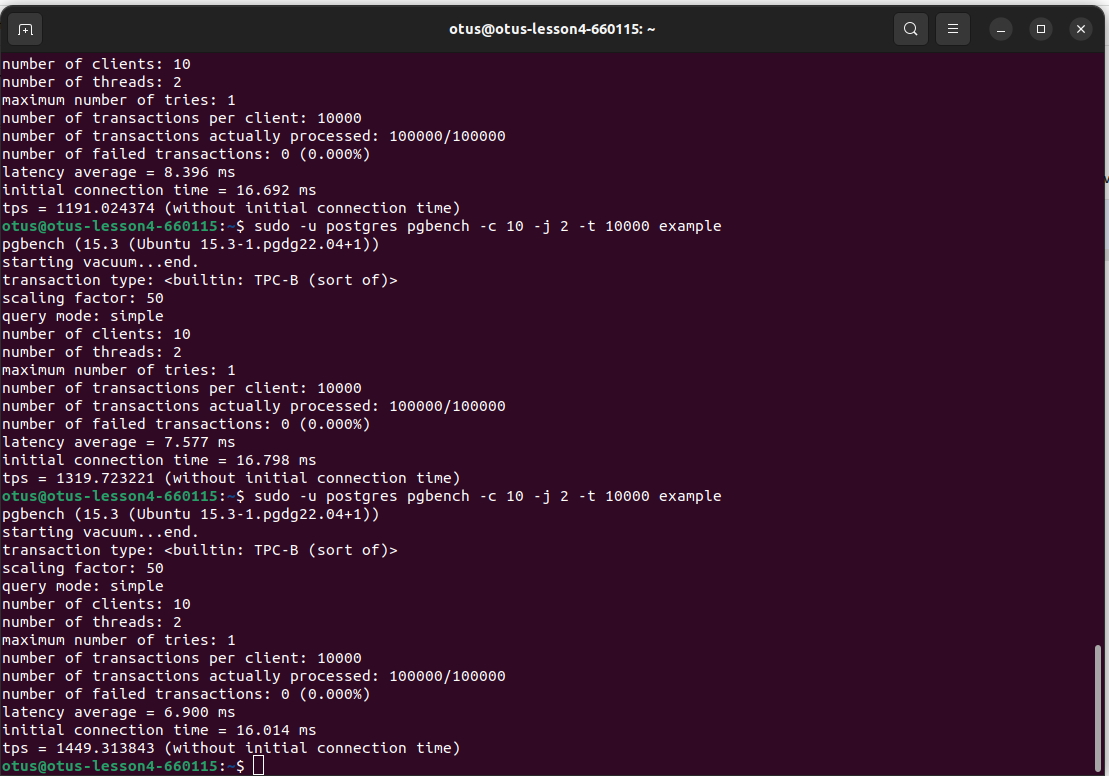 otus@otus-lesson4-660115: ~
number of clients: 10
number of threads: 2
maximum number of tries: 1
number of transactions per client: 10000
number of transactions actually processed: 100000/100000
number of failed transactions: 0 (0.000%)
latency average = 8.396 ms
initial connection time = 16.692 ms
tps = 1191.024374 (without initial connection time)
otus@otus-lesson4-660115:~$ sudo -u postgres pgbench -c 10 -j 2 -t 10000 example
pgbench (15.3 (Ubuntu 15.3-1.pgdg22.04+1))
starting vacuum...end.
transaction type: <builtin: TPC-B (sort of)>
scaling factor: 50
query mode: simple
number of clients: 10
number of threads: 2
maximum number of tries: 1
number of transactions per client: 10000
number of transactions actually processed: 100000/100000
number of failed transactions: 0 (0.000%)
latency average = 7.577 ms
initial connection time = 16.798 ms
tps = 1319.723221 (without initial connection time)
otus@otus-lesson4-660115:~$ sudo -u postgres pgbench -c 10 -j 2 -t 10000 example
pgbench (15.3 (Ubuntu 15.3-1.pgdg22.04+1))
starting vacuum...end.
transaction type: <builtin: TPC-B (sort of)>
scaling factor: 50
query mode: simple
number of clients: 10
number of threads: 2
maximum number of tries: 1
number of transactions per client: 10000
number of transactions actually processed: 100000/100000
number of failed transactions: 0 (0.000%)
latency average = 6.900 ms
initial connection time = 16.014 ms
tps = 1449.313843 (without initial connection time)
otus@otus-lesson4-660115:~$